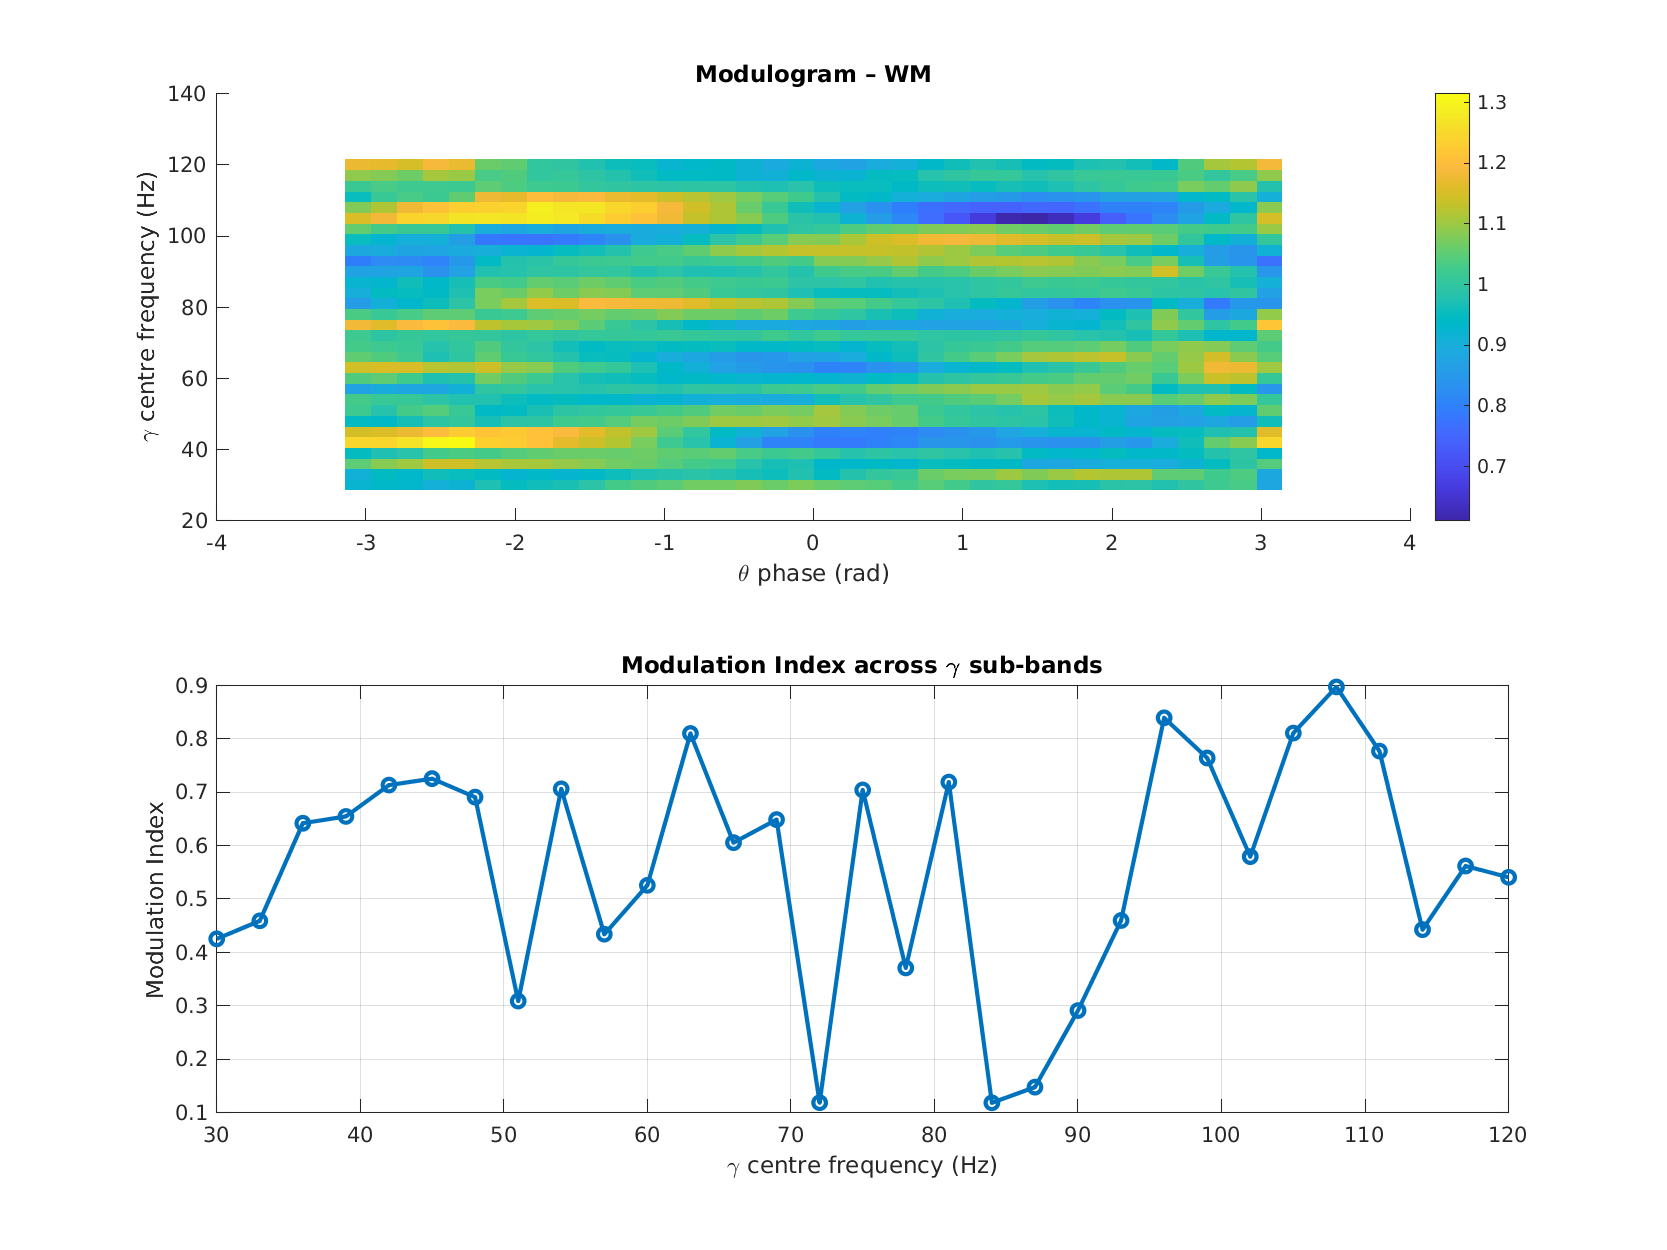 Modulogram – WM
140
120
100
80
60
40
20
γ centre frequency (Hz)
-4 -3 -2 -1 0 1 2 3 4
θ phase (rad)
1.3
1.2
1.1
1
0.9
0.8
0.7
Modulation Index across γ sub-bands
0.9
0.8
0.7
0.6
0.5
0.4
0.3
0.2
0.1
Modulation Index
30 40 50 60 70 80 90 100 110 120
γ centre frequency (Hz)